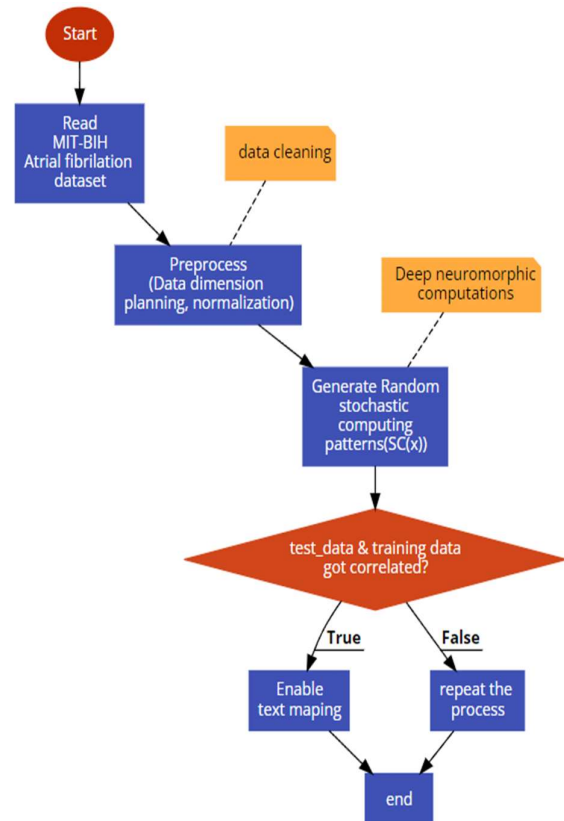 Start
Read
MIT-BIH
Atrial fibrilation
dataset
data cleaning
Preprocess
(Data dimension
planning, normalization)
Deep neuromorphic
computations
Generate Random
stochastic
computing
patterns(SC(x))
test_data & training data
got correlated?
True
False
Enable
text maping
repeat the
process
end